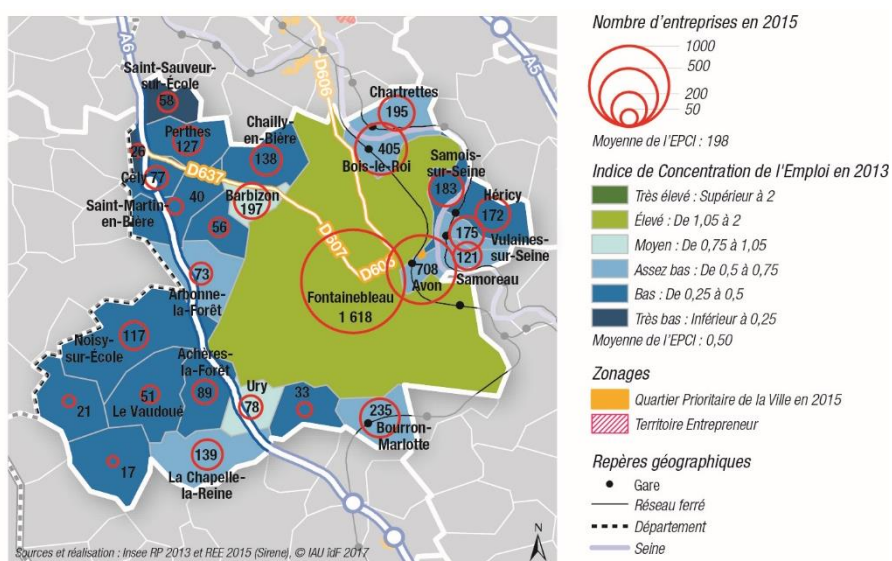 A6
A5
D606
Saint-Sauveur-
sur-École
58
Chartrettes
195
Perthes
127
Chailly-
en-Bière
138
405
Bois-le-Roi
Samois-
sur-Seine
183
26
Cély
77
D637
Héricy
172
40
Barbizon
197
Saint-Martin-
en-Bière
56
175
Vulaines-
sur-Seine
D607
D606
121
Samoreau
73
Arbonne-
la-Forêt
708
Avon
Fontainebleau
1 618
117
Noisy-
sur-École
Achères-
la-Foret
89
Ury
78
33
51
Le Vaudoué
21
235
Bourron-
Marlotte
139
La Chapelle-
la-Reine
17
N
Sources et réalisation : Insee RP 2013 et REE 2015 (Sirene), © IAU îdF 2017
Nombre d'entreprises en 2015
1000
500
200
50
Moyenne de l'EPCI : 198
Indice de Concentration de l'Emploi en 2013
Très élevé : Supérieur à 2
Élevé : De 1,05 à 2
Moyen : De 0,75 à 1,05
Assez bas : De 0,5 à 0,75
Bas : De 0,25 à 0,5
Très bas : Inférieur à 0,25
Moyenne de l'EPCI : 0,50
Zonages
Quartier Prioritaire de la Ville en 2015
Territoire Entrepreneur
Repères géographiques
Gare
Réseau ferré
Département
Seine